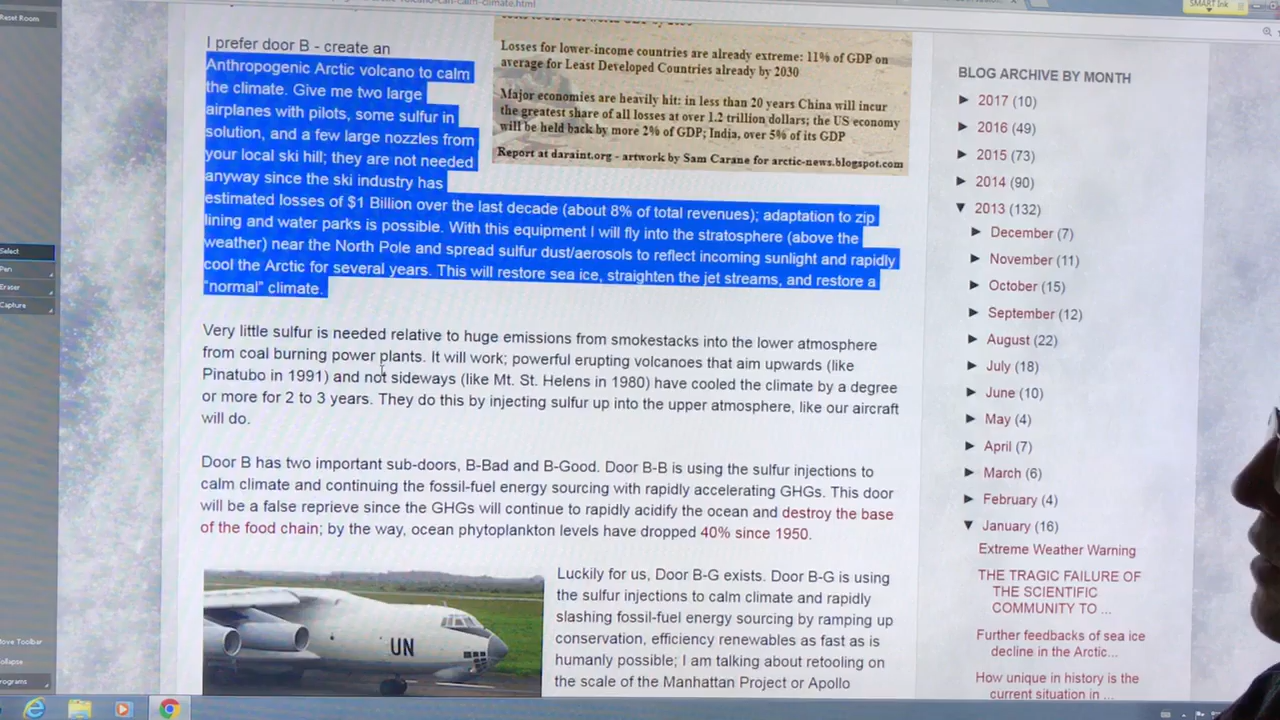 Reset Room
SMART Ink
I prefer door B - create an
Anthropogenic Arctic volcano to calm
the climate. Give me two large
airplanes with pilots, some sulfur in
solution, and a few large nozzles from
your local ski hill; they are not needed
anyway since the ski industry has
estimated losses of $1 Billion over the last decade (about 8% of total revenues); adaptation to zip
lining and water parks is possible. With this equipment I will fly into the stratosphere (above the
weather) near the North Pole and spread sulfur dust/aerosols to reflect incoming sunlight and rapidly
cool the Arctic for several years. This will restore sea ice, straighten the jet streams, and restore a
"normal" climate.
Losses for lower-income countries are already extreme: 11% of GDP on
average for Least Developed Countries already by 2030
Major economies are heavily hit: in less than 20 years China will incur
the greatest share of all losses at over 1.2 trillion dollars; the US economy
will be held back by more 2% of GDP; India, over 5% of its GDP
Report at daraint.org - artwork by Sam Carane for arctic-news.blogspot.com
Very little sulfur is needed relative to huge emissions from smokestacks into the lower atmosphere
from coal burning power plants. It will work; powerful erupting volcanoes that aim upwards (like
Pinatubo in 1991) and not sideways (like Mt. St. Helens in 1980) have cooled the climate by a degree
or more for 2 to 3 years. They do this by injecting sulfur up into the upper atmosphere, like our aircraft
will do.
Door B has two important sub-doors, B-Bad and B-Good. Door B-B is using the sulfur injections to
calm climate and continuing the fossil-fuel energy sourcing with rapidly accelerating GHGs. This door
will be a false reprieve since the GHGs will continue to rapidly acidify the ocean and destroy the base
of the food chain; by the way, ocean phytoplankton levels have dropped 40% since 1950.
UN
Luckily for us, Door B-G exists. Door B-G is using
the sulfur injections to calm climate and rapidly
slashing fossil-fuel energy sourcing by ramping up
conservation, efficiency renewables as fast as is
humanly possible; I am talking about retooling on
the scale of the Manhattan Project or Apollo
BLOG ARCHIVE BY MONTH
► 2017 (10)
► 2016 (49)
► 2015 (73)
► 2014 (90)
▼ 2013 (132)
► December (7)
► November (11)
► October (15)
► September (12)
► August (22)
► July (18)
► June (10)
► May (4)
► April (7)
► March (6)
► February (4)
▼ January (16)
Extreme Weather Warning
THE TRAGIC FAILURE OF
THE SCIENTIFIC
COMMUNITY TO ...
Further feedbacks of sea ice
decline in the Arctic...
How unique in history is the
current situation in ...
Select
Pen
Eraser
Capture
Move Toolbar
Collapse
Programs